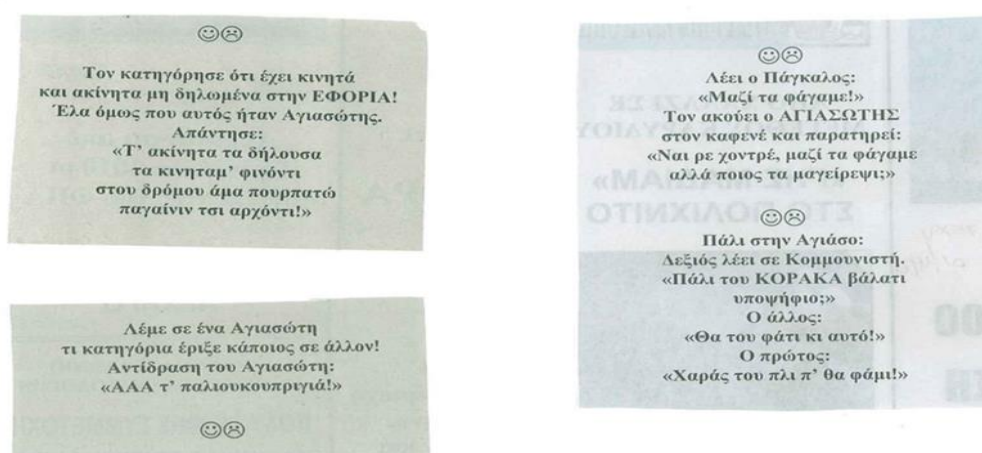 ☺☹
Τον κατηγόρησε ότι έχει κινητά
και ακίνητα μη δηλωμένα στην ΕΦΟΡΙΑ!
Έλα όμως που αυτός ήταν Αγιασώτης.
Απάντησε:
«Τ’ ακίνητα τα δήλουσα
τα κινηταμ’ φινόντι
στου δρόμου άμα πουρπατώ
παγαίνιν τσι αρχόντι!»
Λέμε σε ένα Αγιασώτη
τι κατηγόρια έριξε κάποιος σε άλλον!
Αντίδραση του Αγιασώτη:
«ΑΑΑ τ’ παλιουκουπριγιά!»
☺☹
☺☹
Λέει ο Πάγκαλος:
«Μαζί τα φάγαμε!»
Τον ακούει ο ΑΓΙΑΣΩΤΗΣ
στον καφενέ και παρατηρεί:
«Ναι ρε χοντρέ, μαζί τα φάγαμε
αλλά ποιος τα μαγείρεψι;»
☺☹
Πάλι στην Αγιάσο:
Δεξιός λέει σε Κομμουνιστή.
«Πάλι του ΚΟΡΑΚΑ βάλατι
υποψήφιο;»
Ο άλλος:
«Θα του φάτι κι αυτό!»
Ο πρώτος:
«Χαράς του πλι π’ θα φάμι!»